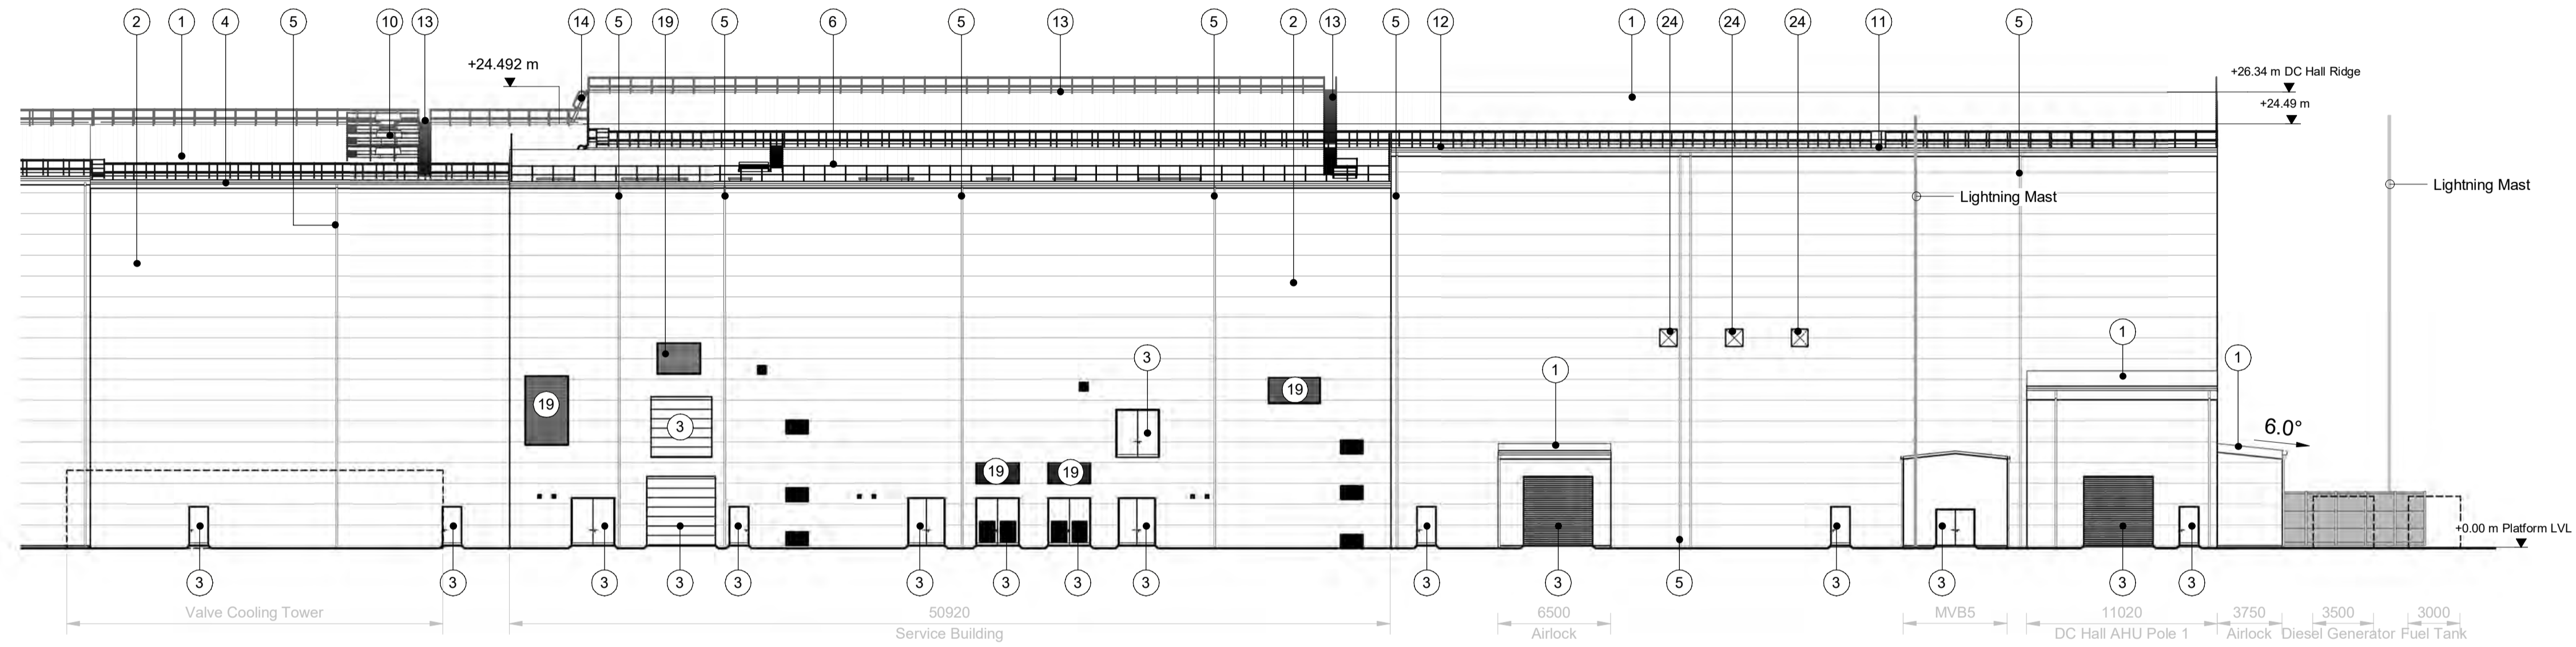 2 1 4 5 10 13 14 5 19 5 6 5 13 5 2 13 5 12 1 24 24 24 11 5
+24.492 m
+26.34 m DC Hall Ridge
+24.49 m
Lightning Mast
Lightning Mast
1
3
1
1
19
19
3
6.0°
19
19
+0.00 m Platform LVL
3 3 3 3 3 3 3 3 3 3 3 5 3 3 3 3
Valve Cooling Tower
50920
Service Building
6500
Airlock
MVB5
11020
DC Hall AHU Pole 1
3750
Airlock
3500
Diesel Generator
3000
Fuel Tank